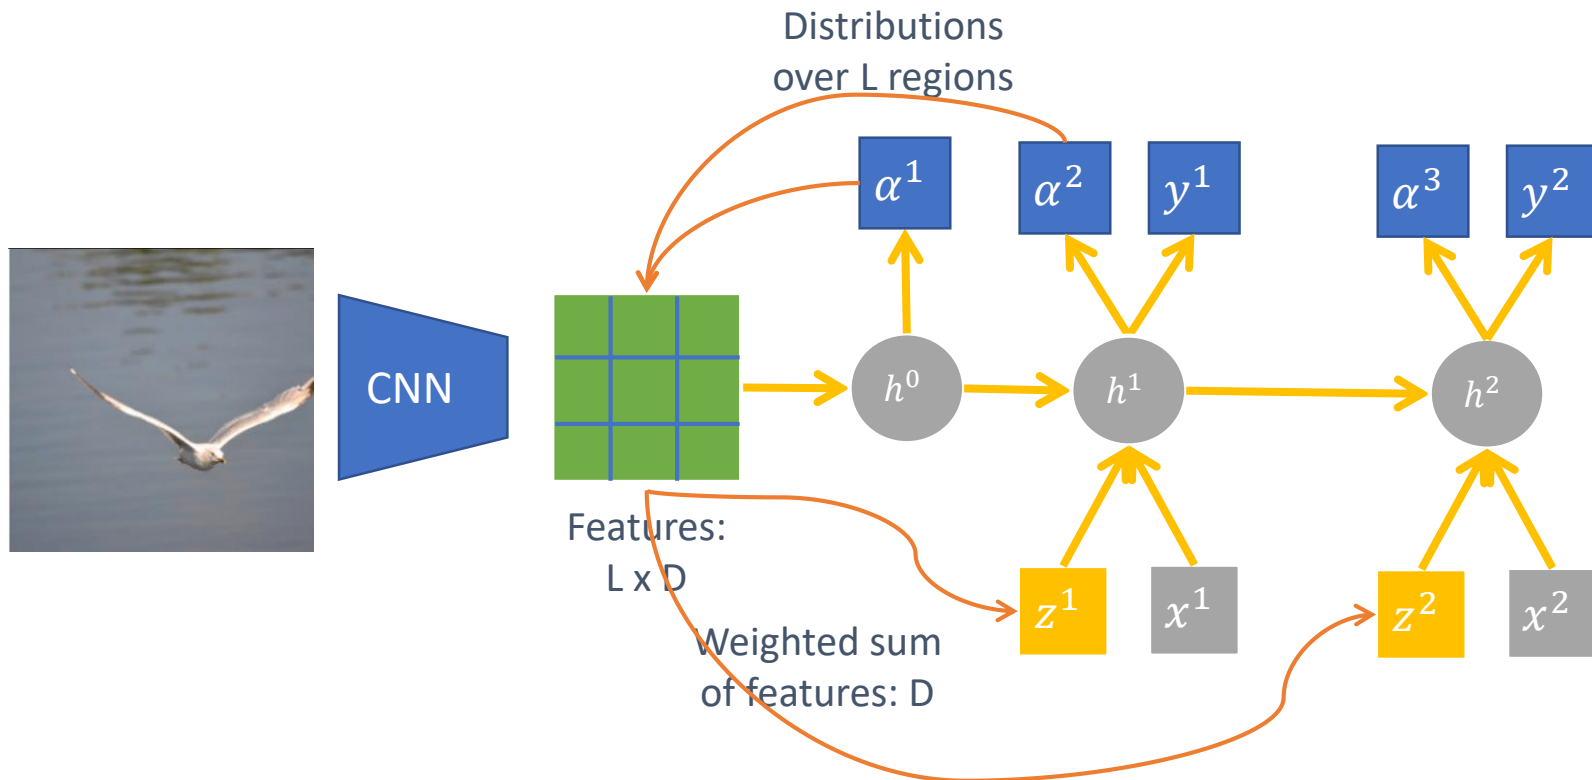 Distributions
over L regions
α¹
α²
y¹
α³
y²
CNN
h⁰
h¹
h²
Features:
L x D
z¹
x¹
z²
x²
Weighted sum
of features: D